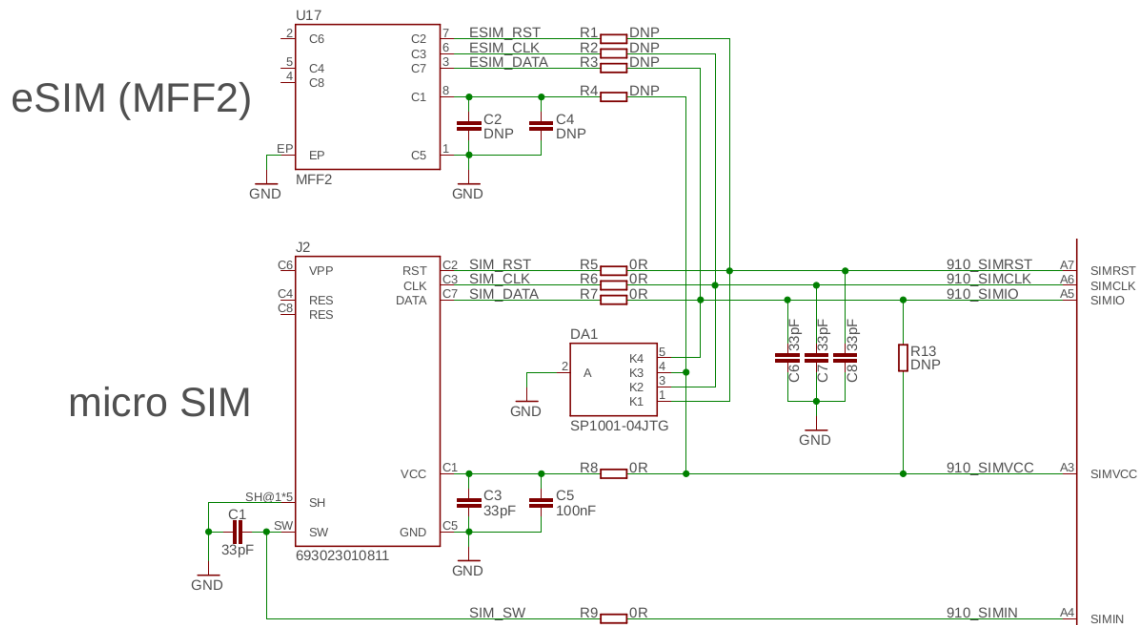 U17
2 C6 C2 7 ESIM_RST R1 DNP
C3 6 ESIM_CLK R2 DNP
5 C4 C7 3 ESIM_DATA R3 DNP
4 C8
eSIM (MFF2)
C1 8 R4 DNP
C2 DNP
C4 DNP
EP EP C5 1
GND
MFF2
GND
J2
C6 VPP RST C2 SIM_RST R5 0R 910_SIMRST A7 SIMRST
CLK C3 SIM_CLK R6 0R 910_SIMCLK A6 SIMCLK
C4 RES DATA C7 SIM_DATA R7 0R 910_SIMIO A5 SIMIO
C8 RES
DA1
2 A K4 5
K3 4
K2 3
K1 1
GND
SP1001-04JTG
C6 33pF
C7 33pF
C8 33pF
R13
DNP
GND
micro SIM
VCC C1 R8 0R 910_SIMVCC A3 SIMVCC
SH@1*5 SH
C3
33pF
C5
100nF
C1
33pF
SW SW GND C5
693023010811
GND
GND
SIM_SW R9 0R 910_SIMIN A4 SIMIN